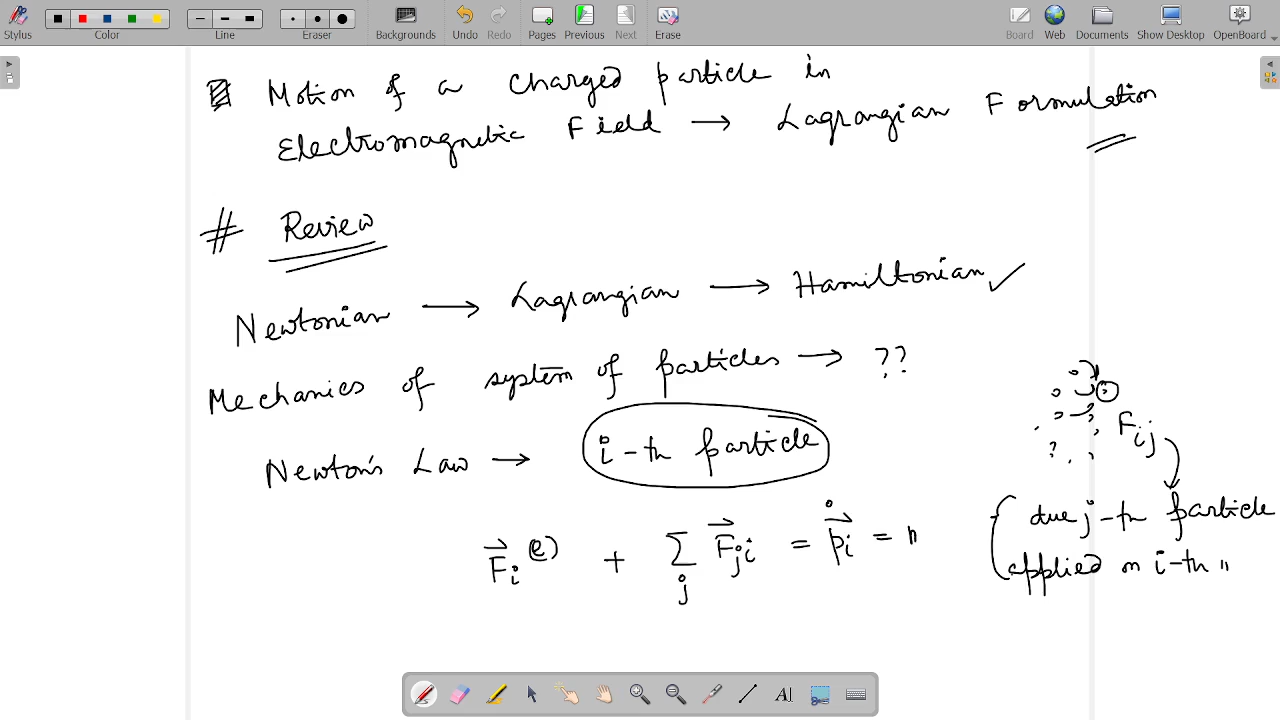 Stylus
Color
Line
Eraser
Backgrounds
Undo
Redo
Pages
Previous
Next
Erase
Board
Web
Documents
Show Desktop
OpenBoard
Motion of a charged particle in
Electromagnetic Field → Lagrangian Formulation
# Review
Newtonian → Lagrangian → Hamiltonian ✓
Mechanics of system of particles → ??
Newton's Law → i-th particle
F⃗ᵢ⁽ᵉ⁾ + ∑ⱼ F⃗ⱼᵢ = ṗ⃗ᵢ =
Fᵢⱼ
due j-th particle
applied on i-th "